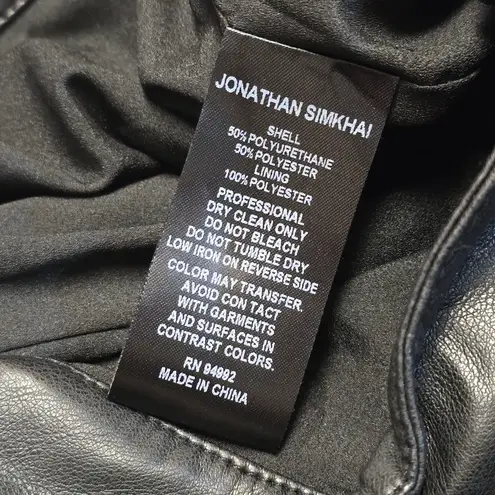 JONATHAN SIMKHAI
SHELL
50% POLYURETHANE
50% POLYESTER
LINING
100% POLYESTER
PROFESSIONAL
DRY CLEAN ONLY
DO NOT BLEACH
DO NOT TUMBLE DRY
LOW IRON ON REVERSE SIDE
COLOR MAY TRANSFER.
AVOID CONTACT
WITH GARMENTS
AND SURFACES IN
CONTRAST COLORS.
RN 94992
MADE IN CHINA